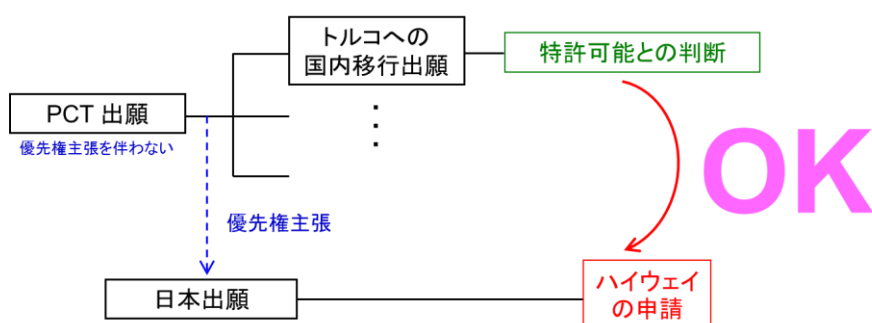 トルコへの
国内移行出願
特許可能との判断
PCT 出願
優先権主張を伴わない
OK
優先権主張
日本出願
ハイウェイ
の申請